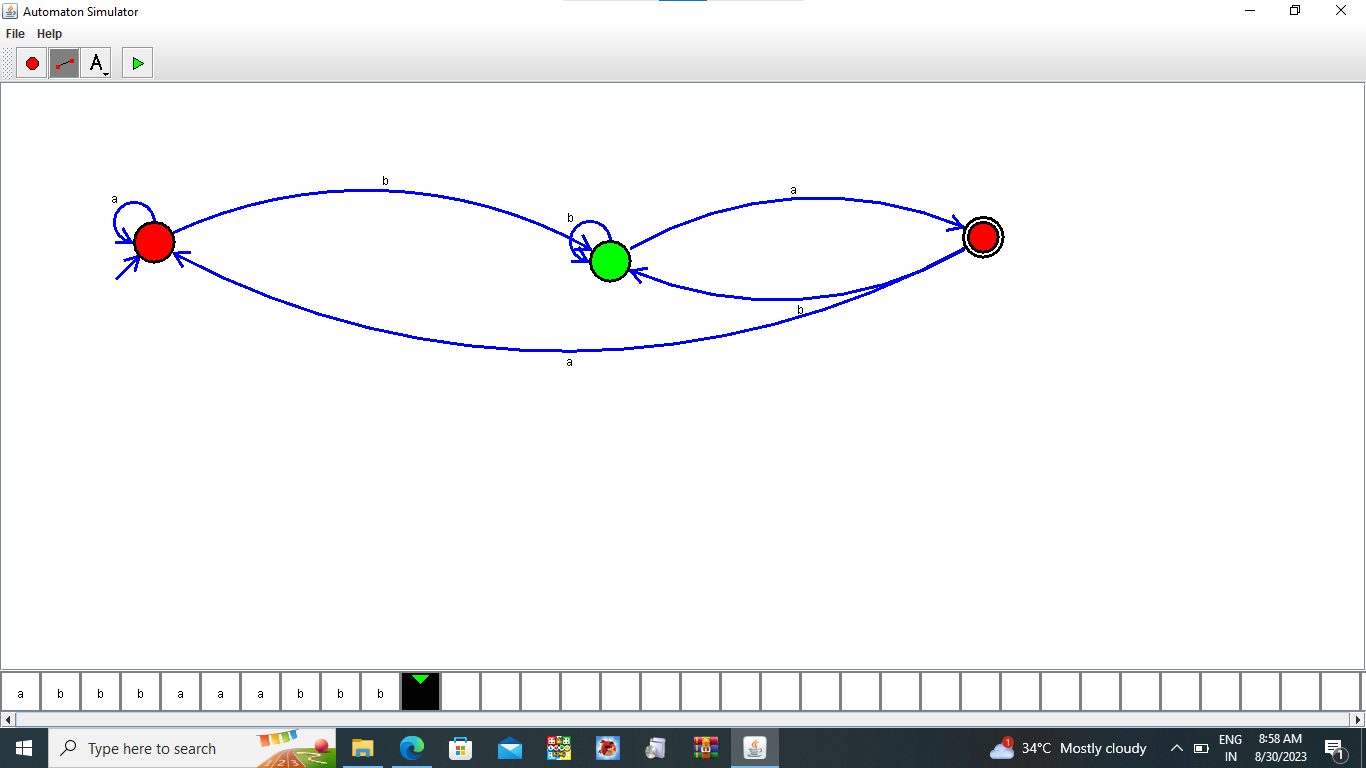 Automaton Simulator
File Help
A
b
a
a
b
b
a
a b b b a a a b b b
Type here to search
1
34°C Mostly cloudy
ENG
IN
8:58 AM
8/30/2023
1